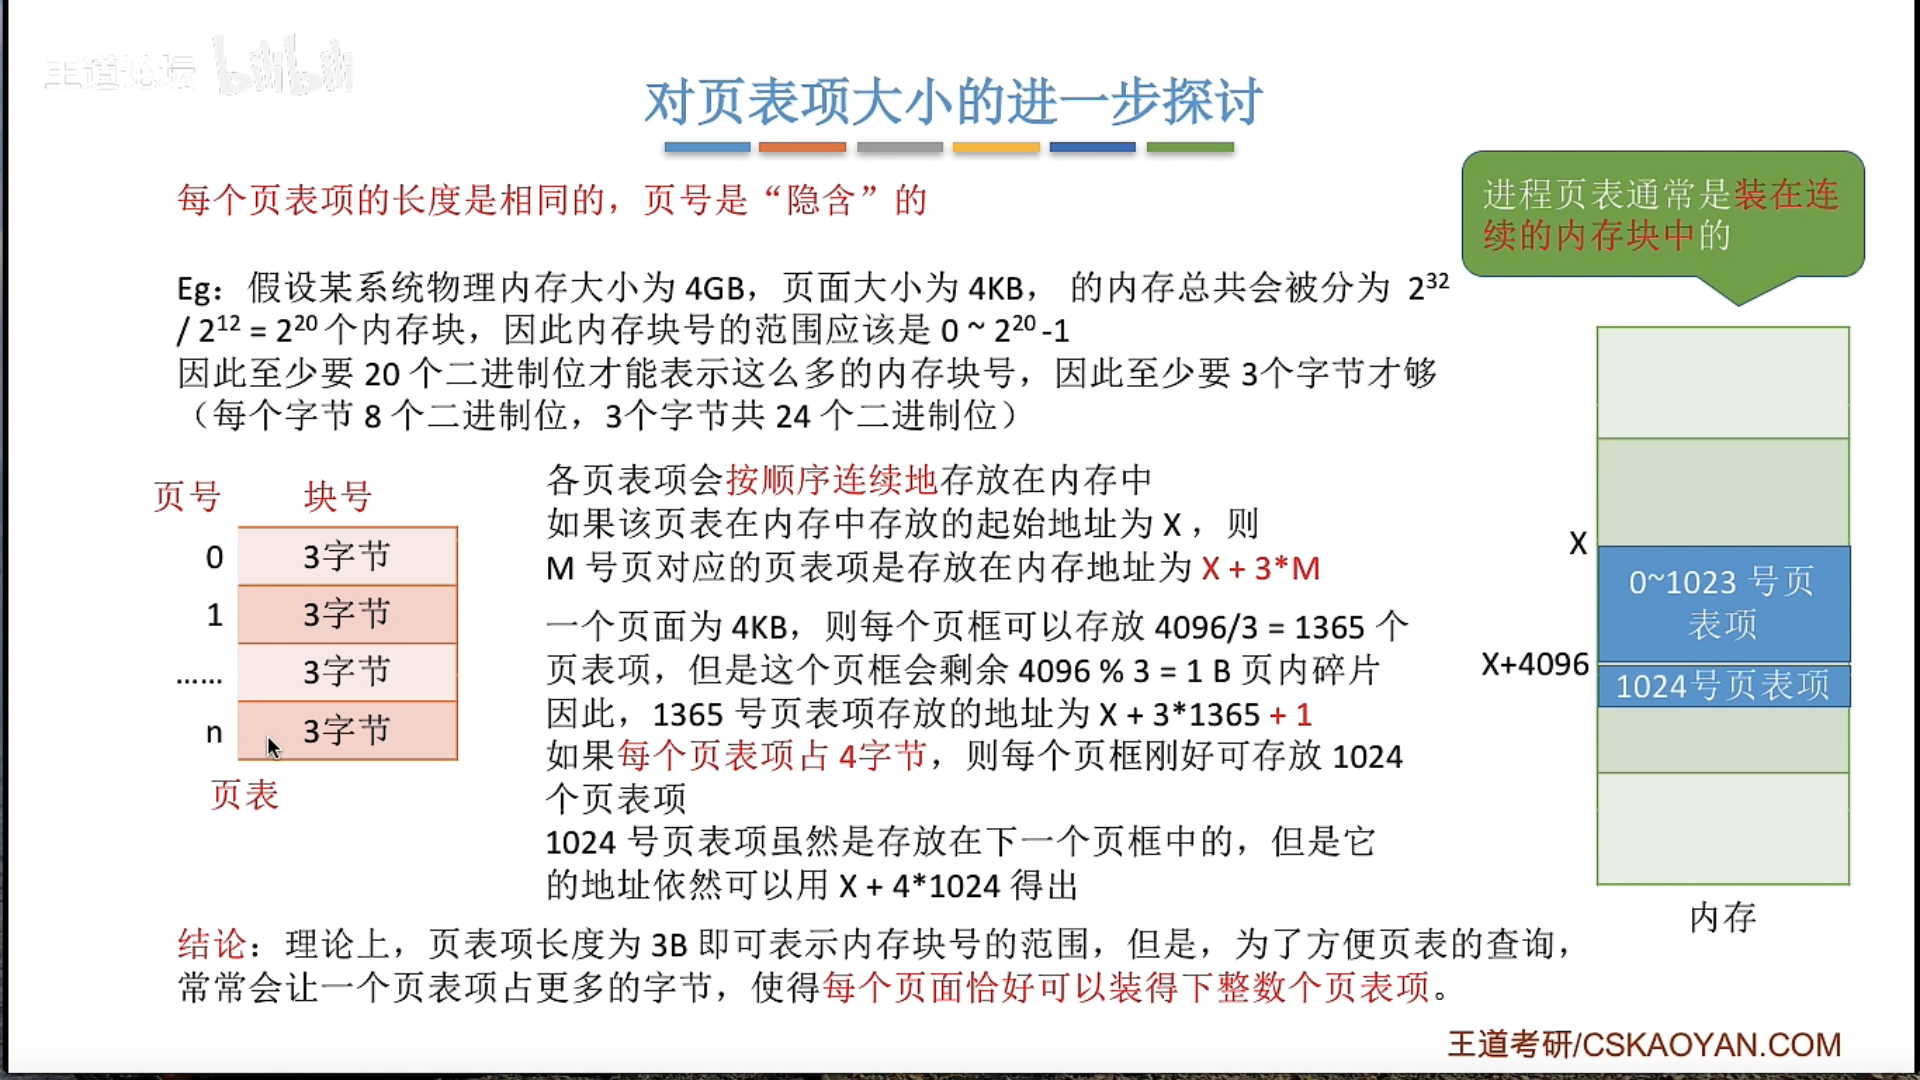 王道论坛 bilibili
对页表项大小的进一步探讨
每个页表项的长度是相同的，页号是“隐含”的
进程页表通常是装在连
续的内存块中的
Eg：假设某系统物理内存大小为 4GB，页面大小为 4KB， 的内存总共会被分为 2³²
/ 2¹² = 2²⁰ 个内存块，因此内存块号的范围应该是 0 ~ 2²⁰ -1
因此至少要 20 个二进制位才能表示这么多的内存块号，因此至少要 3个字节才够
（每个字节 8 个二进制位，3个字节共 24 个二进制位）
页号 块号
0 3字节
1 3字节
...... 3字节
n 3字节
页表
各页表项会按顺序连续地存放在内存中
如果该页表在内存中存放的起始地址为 X ，则
M 号页对应的页表项是存放在内存地址为 X + 3*M
一个页面为 4KB，则每个页框可以存放 4096/3 = 1365 个
页表项，但是这个页框会剩余 4096 % 3 = 1 B 页内碎片
因此，1365 号页表项存放的地址为 X + 3*1365 + 1
如果每个页表项占 4字节，则每个页框刚好可存放 1024
个页表项
1024 号页表项虽然是存放在下一个页框中的，但是它
的地址依然可以用 X + 4*1024 得出
X
0~1023 号页
表项
X+4096
1024号页表项
内存
结论：理论上，页表项长度为 3B 即可表示内存块号的范围，但是，为了方便页表的查询，
常常会让一个页表项占更多的字节，使得每个页面恰好可以装得下整数个页表项。
王道考研/CSKAOYAN.COM